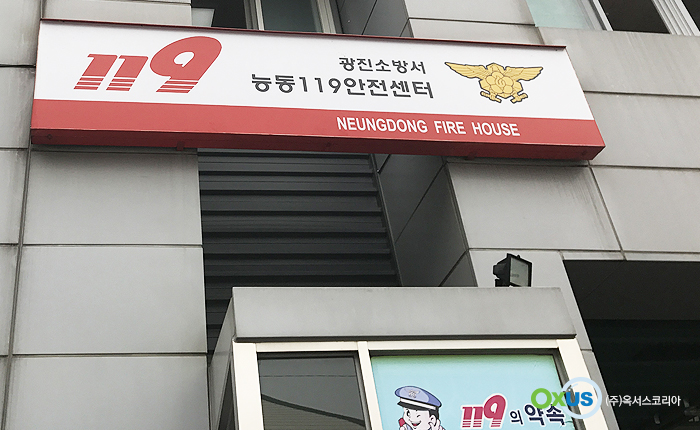 119
광진소방서
능동119안전센터
NEUNGDONG FIRE HOUSE
119의 약속
OXUS (주)옥서스코리아